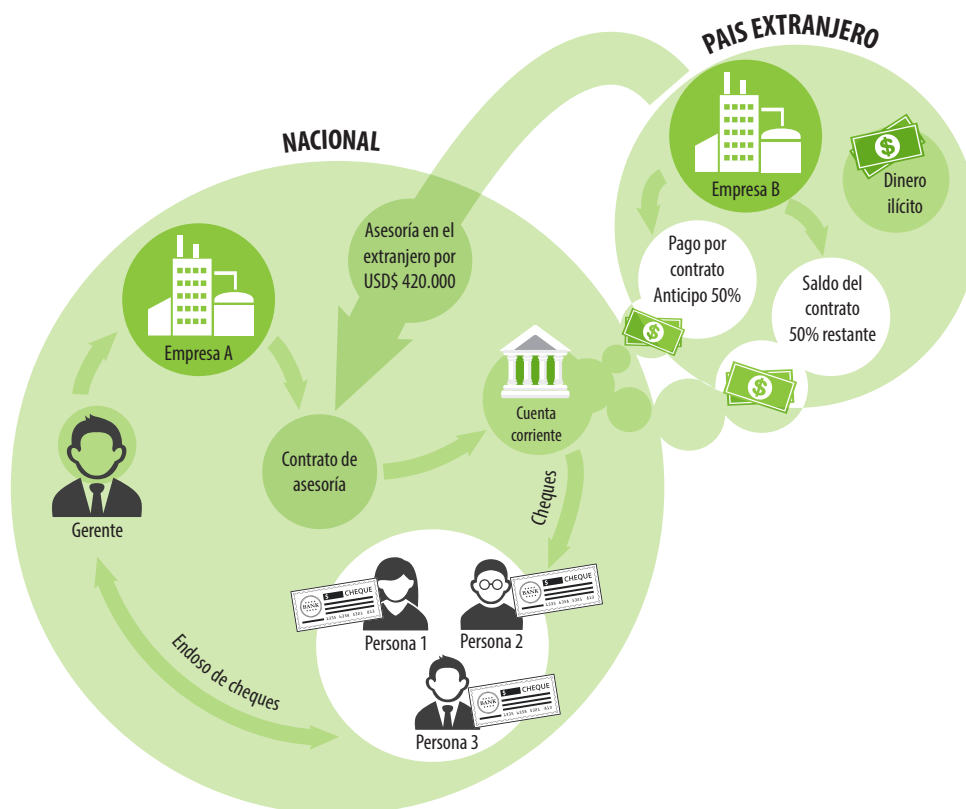 PAIS EXTRANJERO
NACIONAL
Empresa B
Dinero
ilícito
Asesoría en el
extranjero por
USD$ 420.000
Pago por
contrato
Anticipo 50%
Saldo del
contrato
50% restante
Empresa A
Cuenta
corriente
Contrato de
asesoría
Gerente
Cheques
BANK
$
CHEQUE
BANK
$
CHEQUE
Persona 1
Persona 2
Endoso de cheques
BANK
$
CHEQUE
Persona 3